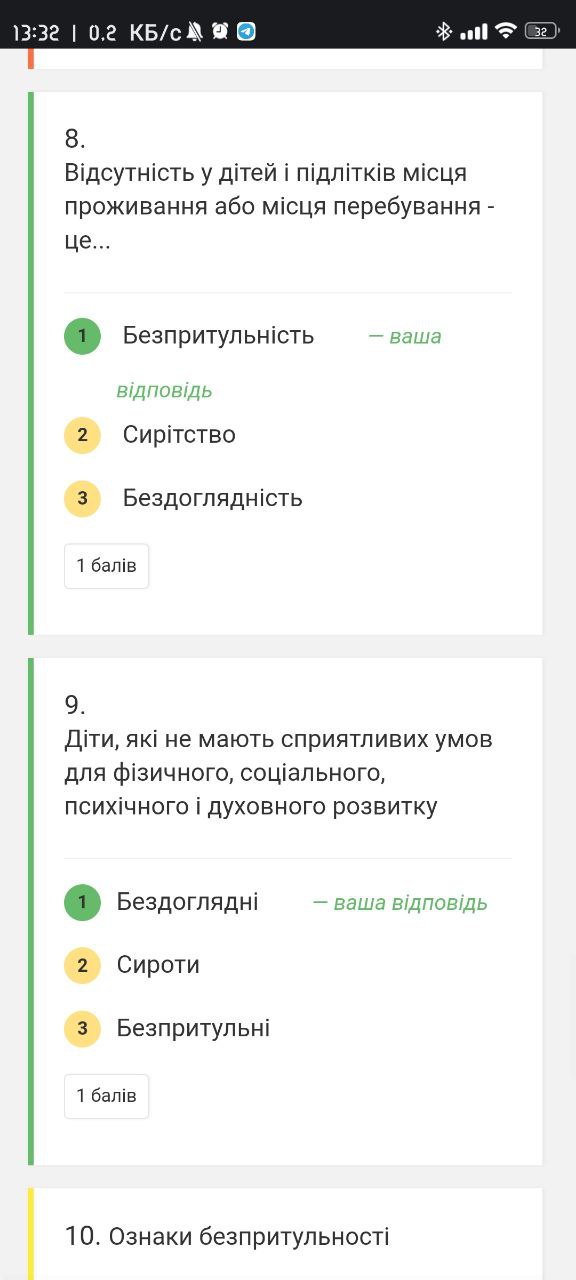 13:32 | 0.2 КБ/с
32
8.
Відсутність у дітей і підлітків місця
проживання або місця перебування -
це...
1 Безпритульність — ваша
відповідь
2 Сирітство
3 Бездоглядність
1 балів
9.
Діти, які не мають сприятливих умов
для фізичного, соціального,
психічного і духовного розвитку
1 Бездоглядні — ваша відповідь
2 Сироти
3 Безпритульні
1 балів
10. Ознаки безпритульності